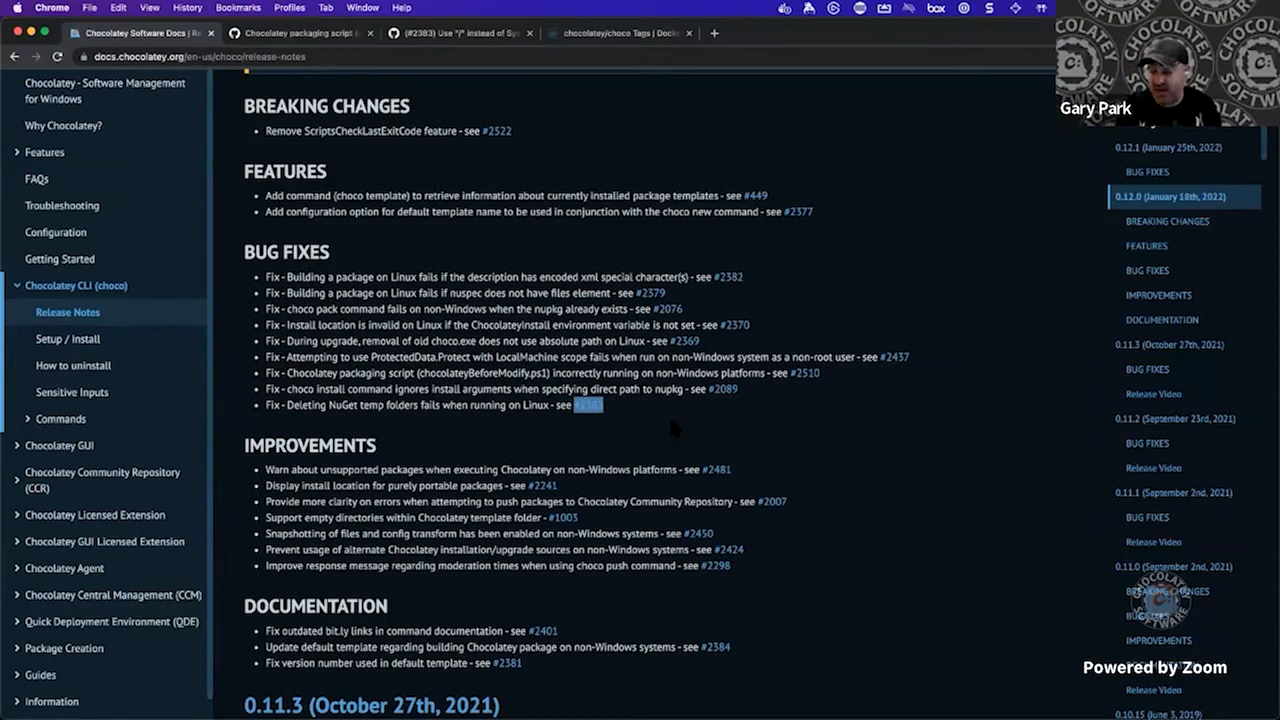 Chrome File Edit View History Bookmarks Profiles Tab Window Help
box
Chocolatey Software Docs | Re
Chocolatey packaging script (c
(#2383) Use "/" instead of Sys
chocolatey/choco Tags | Docke
docs.chocolatey.org/en-us/choco/release-notes
Chocolatey - Software Management
for Windows
Why Chocolatey?
Features
FAQs
Troubleshooting
Configuration
Getting Started
Chocolatey CLI (choco)
Release Notes
Setup / Install
How to uninstall
Sensitive Inputs
Commands
Chocolatey GUI
Chocolatey Community Repository
(CCR)
Chocolatey Licensed Extension
Chocolatey GUI Licensed Extension
Chocolatey Agent
Chocolatey Central Management (CCM)
Quick Deployment Environment (QDE)
Package Creation
Guides
Information
BREAKING CHANGES
Remove ScriptsCheckLastExitCode feature - see #2522
FEATURES
Add command (choco template) to retrieve information about currently installed package templates - see #449
Add configuration option for default template name to be used in conjunction with the choco new command - see #2377
BUG FIXES
Fix - Building a package on Linux fails if the description has encoded xml special character(s) - see #2382
Fix - Building a package on Linux fails if nuspec does not have files element - see #2379
Fix - choco pack command fails on non-Windows when the nupkg already exists - see #2076
Fix - Install location is invalid on Linux if the ChocolateyInstall environment variable is not set - see #2370
Fix - During upgrade, removal of old choco.exe does not use absolute path on Linux - see #2369
Fix - Attempting to use ProtectedData.Protect with LocalMachine scope fails when run on non-Windows system as a non-root user - see #2437
Fix - Chocolatey packaging script (chocolateyBeforeModify.ps1) incorrectly running on non-Windows platforms - see #2510
Fix - choco install command ignores install arguments when specifying direct path to nupkg - see #2089
Fix - Deleting NuGet temp folders fails when running on Linux - see #2383
IMPROVEMENTS
Warn about unsupported packages when executing Chocolatey on non-Windows platforms - see #2481
Display install location for purely portable packages - see #2241
Provide more clarity on errors when attempting to push packages to Chocolatey Community Repository - see #2007
Support empty directories within Chocolatey template folder - #1003
Snapshotting of files and config transform has been enabled on non-Windows systems - see #2450
Prevent usage of alternate Chocolatey installation/upgrade sources on non-Windows systems - see #2424
Improve response message regarding moderation times when using choco push command - see #2298
DOCUMENTATION
Fix outdated bit.ly links in command documentation - see #2401
Update default template regarding building Chocolatey package on non-Windows systems - see #2384
Fix version number used in default template - see #2381
0.11.3 (October 27th, 2021)
Gary Park
0.12.1 (January 25th, 2022)
BUG FIXES
0.12.0 (January 18th, 2022)
BREAKING CHANGES
FEATURES
BUG FIXES
IMPROVEMENTS
DOCUMENTATION
0.11.3 (October 27th, 2021)
BUG FIXES
Release Video
0.11.2 (September 23rd, 2021)
BUG FIXES
Release Video
0.11.1 (September 2nd, 2021)
BUG FIXES
Release Video
0.11.0 (September 2nd, 2021)
BREAKING CHANGES
BUG FIXES
IMPROVEMENTS
Powered by Zoom
Release Video
0.10.15 (June 3, 2019)